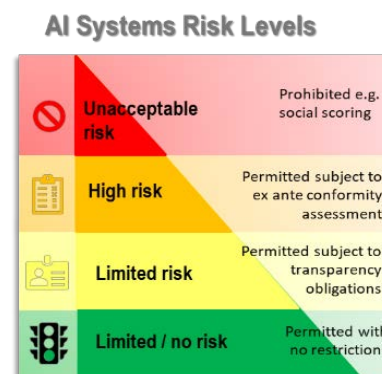 AI Systems Risk Levels
Unacceptable
risk
Prohibited e.g.
social scoring
High risk
Permitted subject to
ex ante conformity
assessment
Limited risk
Permitted subject to
transparency
obligations
Limited / no risk
Permitted with
no restriction